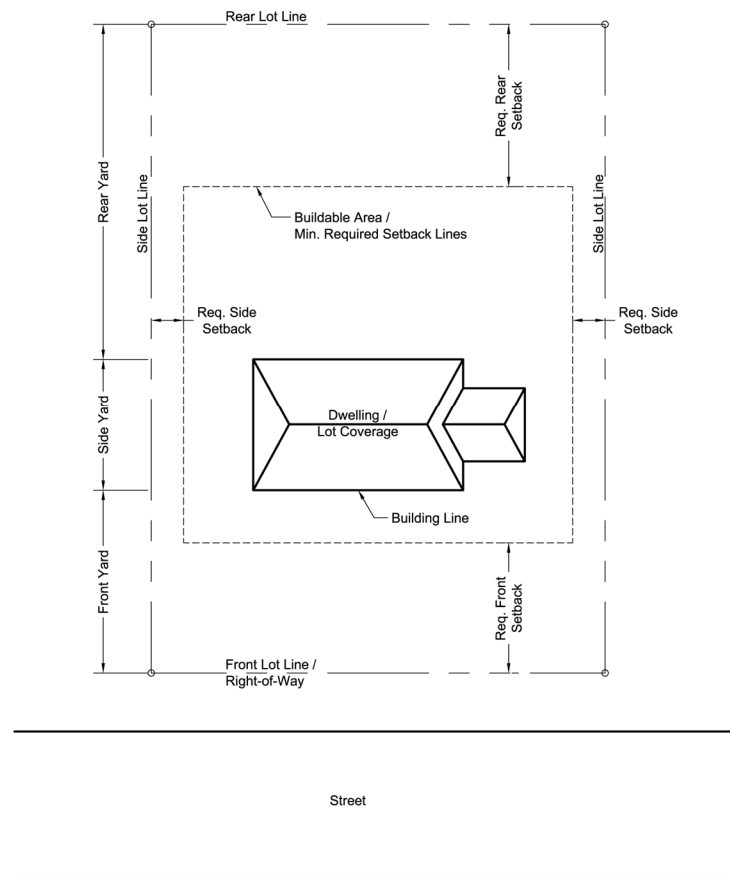 Rear Lot Line
Req. Rear
Setback
Rear Yard
Side Lot Line
Side Lot Line
Buildable Area /
Min. Required Setback Lines
Req. Side
Setback
Req. Side
Setback
Side Yard
Dwelling /
Lot Coverage
Building Line
Front Yard
Req. Front
Setback
Front Lot Line /
Right-of-Way
Street